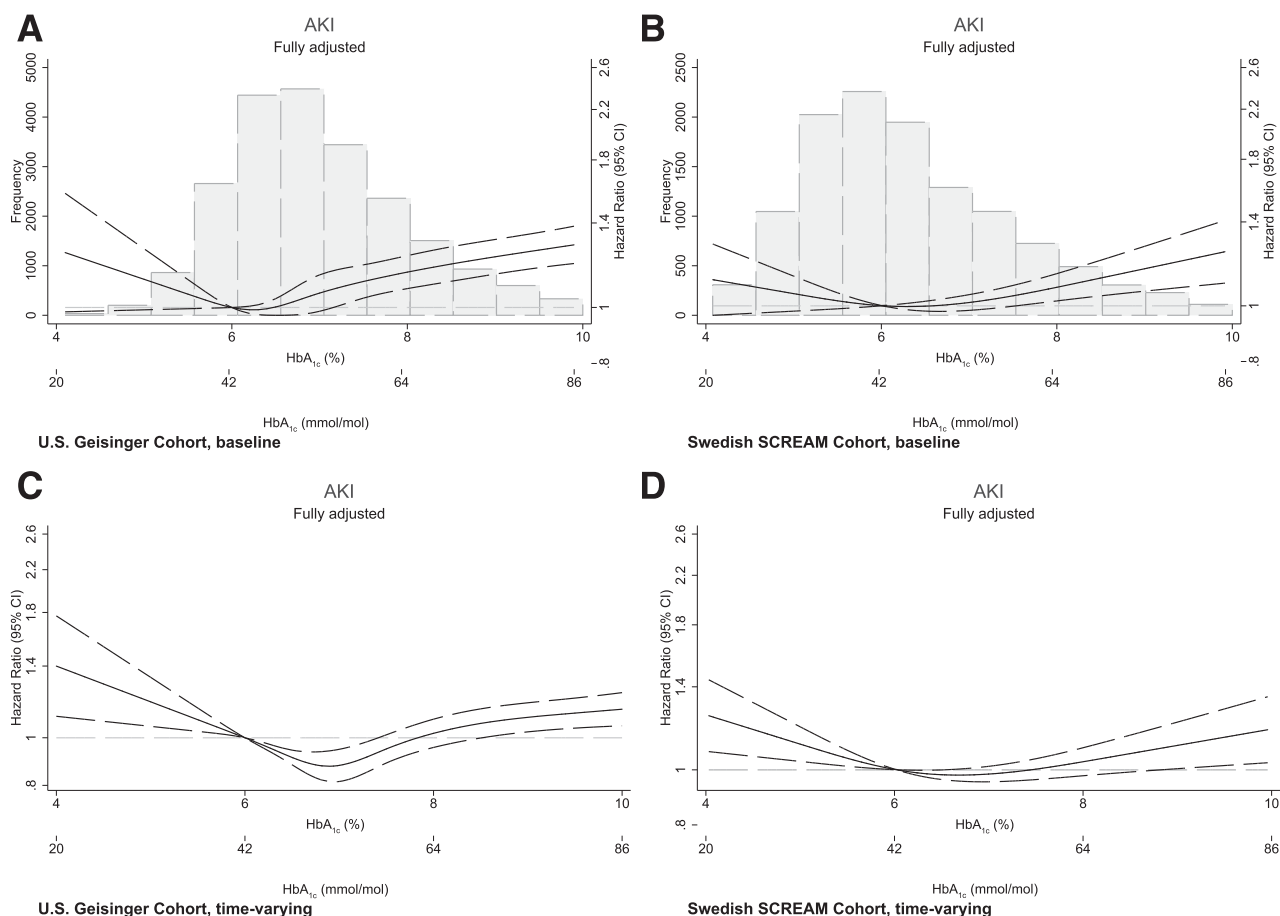 A
AKI
Fully adjusted
Frequency
0 1000 2000 3000 4000 5000
Hazard Ratio (95% CI)
.8 1 1.4 1.8 2.2 2.6
4 6 8 10
HbA1c (%)
20 42 64 86
HbA1c (mmol/mol)
U.S. Geisinger Cohort, baseline
B
AKI
Fully adjusted
Frequency
0 500 1000 1500 2000 2500
Hazard Ratio (95% CI)
.8 1 1.4 1.8 2.2 2.6
4 6 8 10
HbA1c (%)
20 42 64 86
HbA1c (mmol/mol)
Swedish SCREAM Cohort, baseline
C
AKI
Fully adjusted
Hazard Ratio (95% CI)
.8 1 1.4 1.8 2.2 2.6
4 6 8 10
HbA1c (%)
20 42 64 86
HbA1c (mmol/mol)
U.S. Geisinger Cohort, time-varying
D
AKI
Fully adjusted
Hazard Ratio (95% CI)
.8 1 1.4 1.8 2.2 2.6
4 6 8 10
HbA1c (%)
20 42 64 86
HbA1c (mmol/mol)
Swedish SCREAM Cohort, time-varying